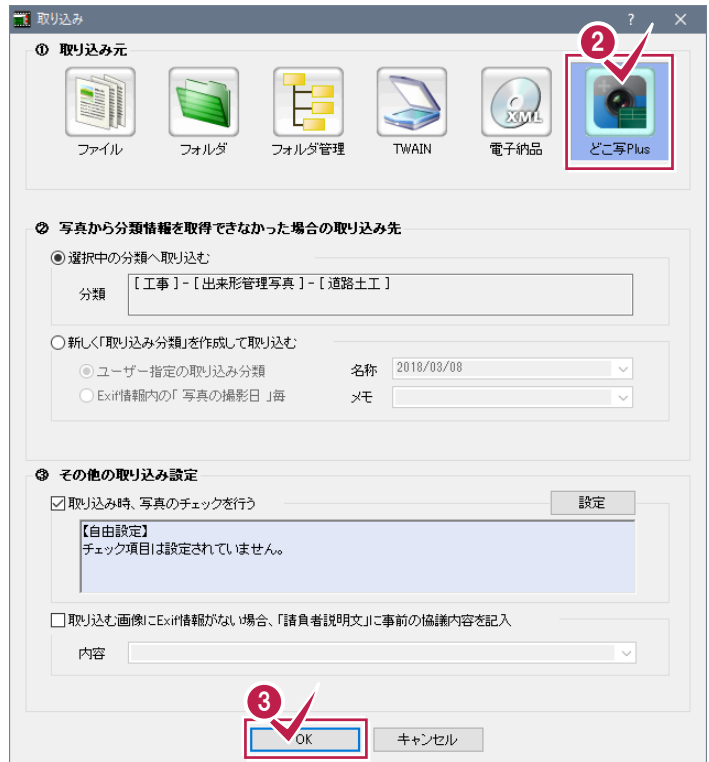 取り込み
?
×
2
① 取り込み元
ファイル
フォルダ
フォルダ管理
TWAIN
XML
電子納品
どこ写Plus
② 写真から分類情報を取得できなかった場合の取り込み先
選択中の分類へ取り込む
分類 [ 工事 ] - [ 出来形管理写真 ] - [ 道路土工 ]
新しく「取り込み分類」を作成して取り込む
ユーザー指定の取り込み分類 名称 2018/03/08
Exif情報内の「 写真の撮影日 」毎 メモ
③ その他の取り込み設定
取り込み時、写真のチェックを行う 設定
【自由設定】
チェック項目は設定されていません。
取り込む画像にExif情報がない場合、「請負者説明文」に事前の協議内容を記入
内容
3
OK キャンセル